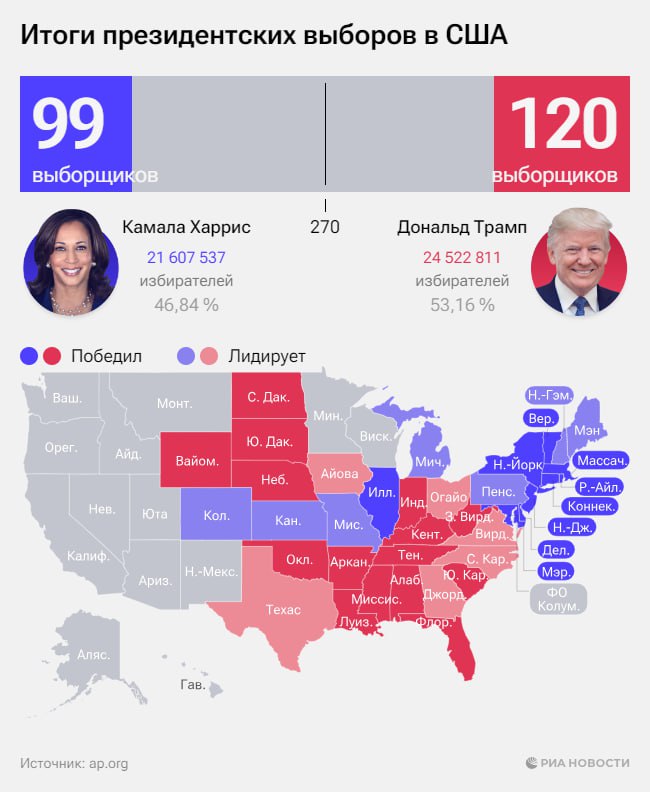 Итоги президентских выборов в США
99
выборщиков
120
выборщиков
Камала Харрис
21 607 537
избирателей
46,84 %
270
Дональд Трамп
24 522 811
избирателей
53,16 %
Победил
Лидирует
Ваш.
Монт.
С. Дак.
Мин.
Н.-Гэм.
Вер.
Мэн
Орег.
Айд.
Ю. Дак.
Виск.
Мич.
Н.-Йорк
Массач.
Вайом.
Неб.
Айова
Илл.
Инд.
Огайо
Пенс.
Р.-Айл.
Коннек.
Нев.
Юта
Кол.
Кан.
Мис.
З. Вирд.
Вирд.
Н.-Дж.
Калиф.
Кент.
Дел.
Ариз.
Н.-Мекс.
Окл.
Аркан.
Тен.
С. Кар.
Мэр.
Техас
Миссис.
Алаб.
Джорд.
Ю. Кар.
ФО
Колум.
Луиз.
Флор.
Аляс.
Гав.
Источник: ap.org
РИА НОВОСТИ